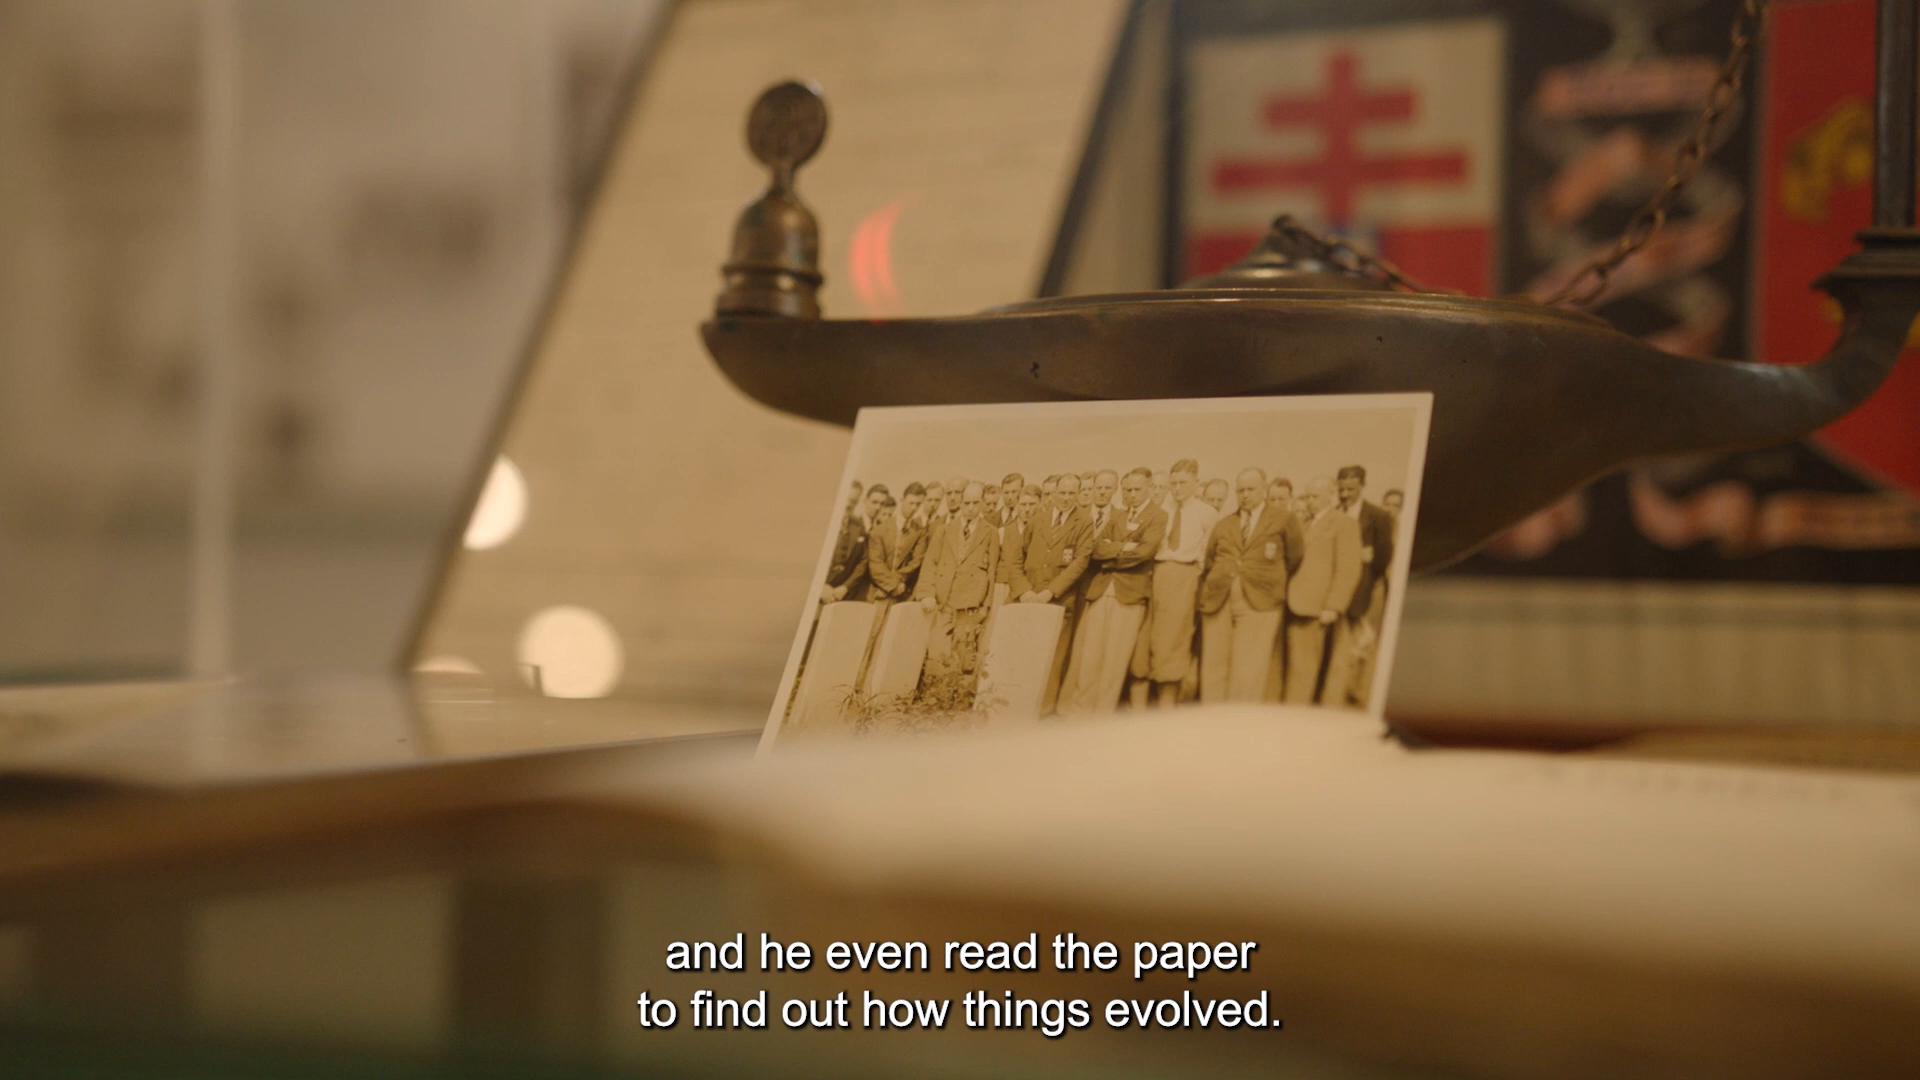 and he even read the paper
to find out how things evolved.